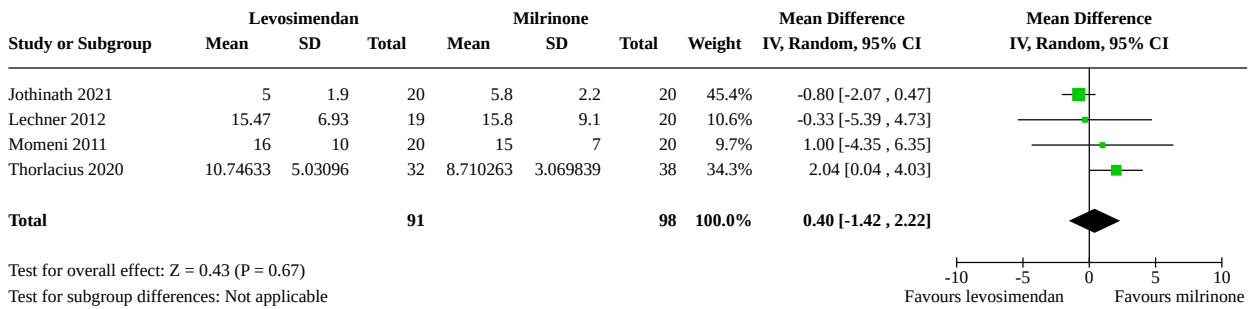 Levosimendan Milrinone Mean Difference Mean Difference
Study or Subgroup Mean SD Total Mean SD Total Weight IV, Random, 95% CI IV, Random, 95% CI
Jothinath 2021 5 1.9 20 5.8 2.2 20 45.4% -0.80 [-2.07 , 0.47]
Lechner 2012 15.47 6.93 19 15.8 9.1 20 10.6% -0.33 [-5.39 , 4.73]
Momeni 2011 16 10 20 15 7 20 9.7% 1.00 [-4.35 , 6.35]
Thorlacius 2020 10.74633 5.03096 32 8.710263 3.069839 38 34.3% 2.04 [0.04 , 4.03]
Total 91 98 100.0% 0.40 [-1.42 , 2.22]
Test for overall effect: Z = 0.43 (P = 0.67)
-10 -5 0 5 10
Test for subgroup differences: Not applicable
Favours levosimendan Favours milrinone